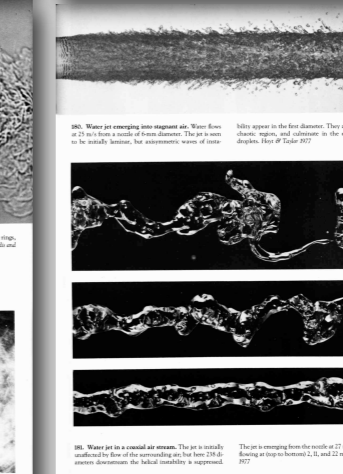 180. Water jet emerging into stagnant air. Water flows
at 25 m/s from a nozzle of 6-mm diameter. The jet is seen
to be initially laminar, but axisymmetric waves of insta-
bility appear in the first diameter. They
chaotic region, and culminate in the
droplets. Hoyt & Taylor 1977
rings,
and
181. Water jet in a coaxial air stream. The jet is initially
unaffected by flow of the surrounding air; but here 238 di-
ameters downstream the helical instability is suppressed.
The jet is emerging from the nozzle at 27
flowing at (top to bottom) 2, 11, and 22
1977